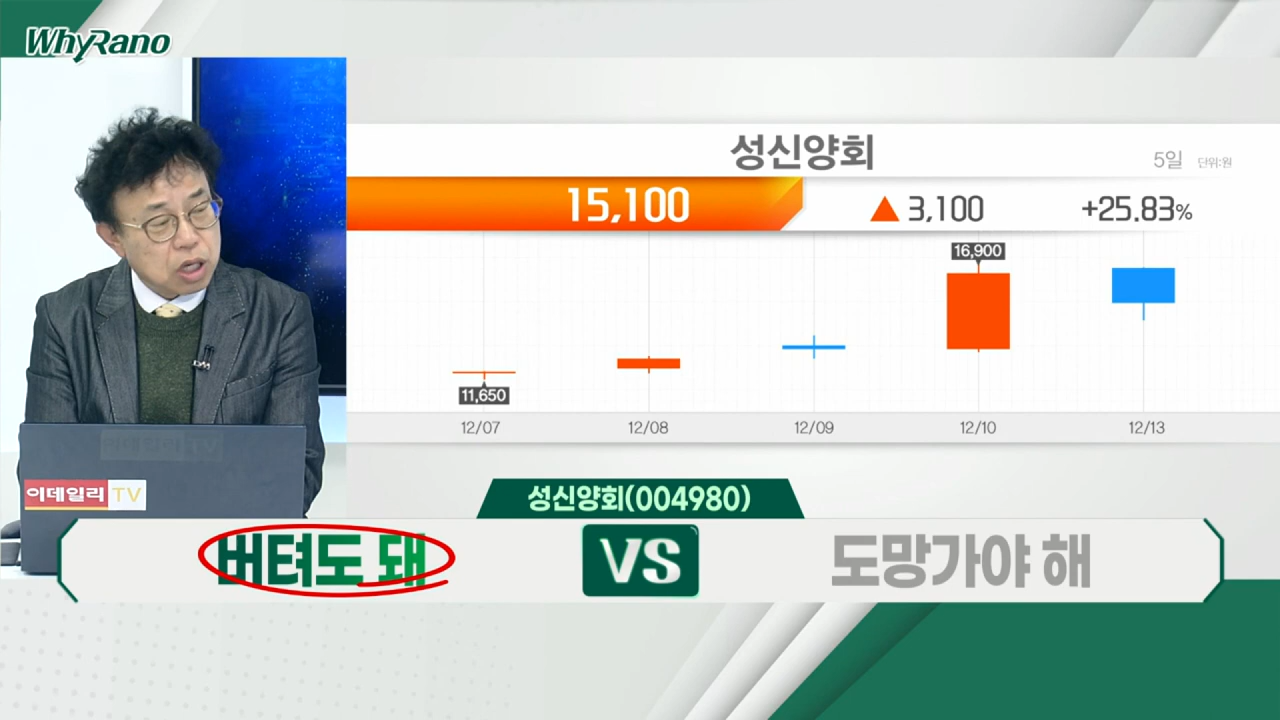 WhyRano
성신양회
5일 단위:원
15,100 ▲ 3,100 +25.83%
16,900
11,650
12/07 12/08 12/09 12/10 12/13
이데일리 TV
성신양회(004980)
버텨도 돼 VS 도망가야 해